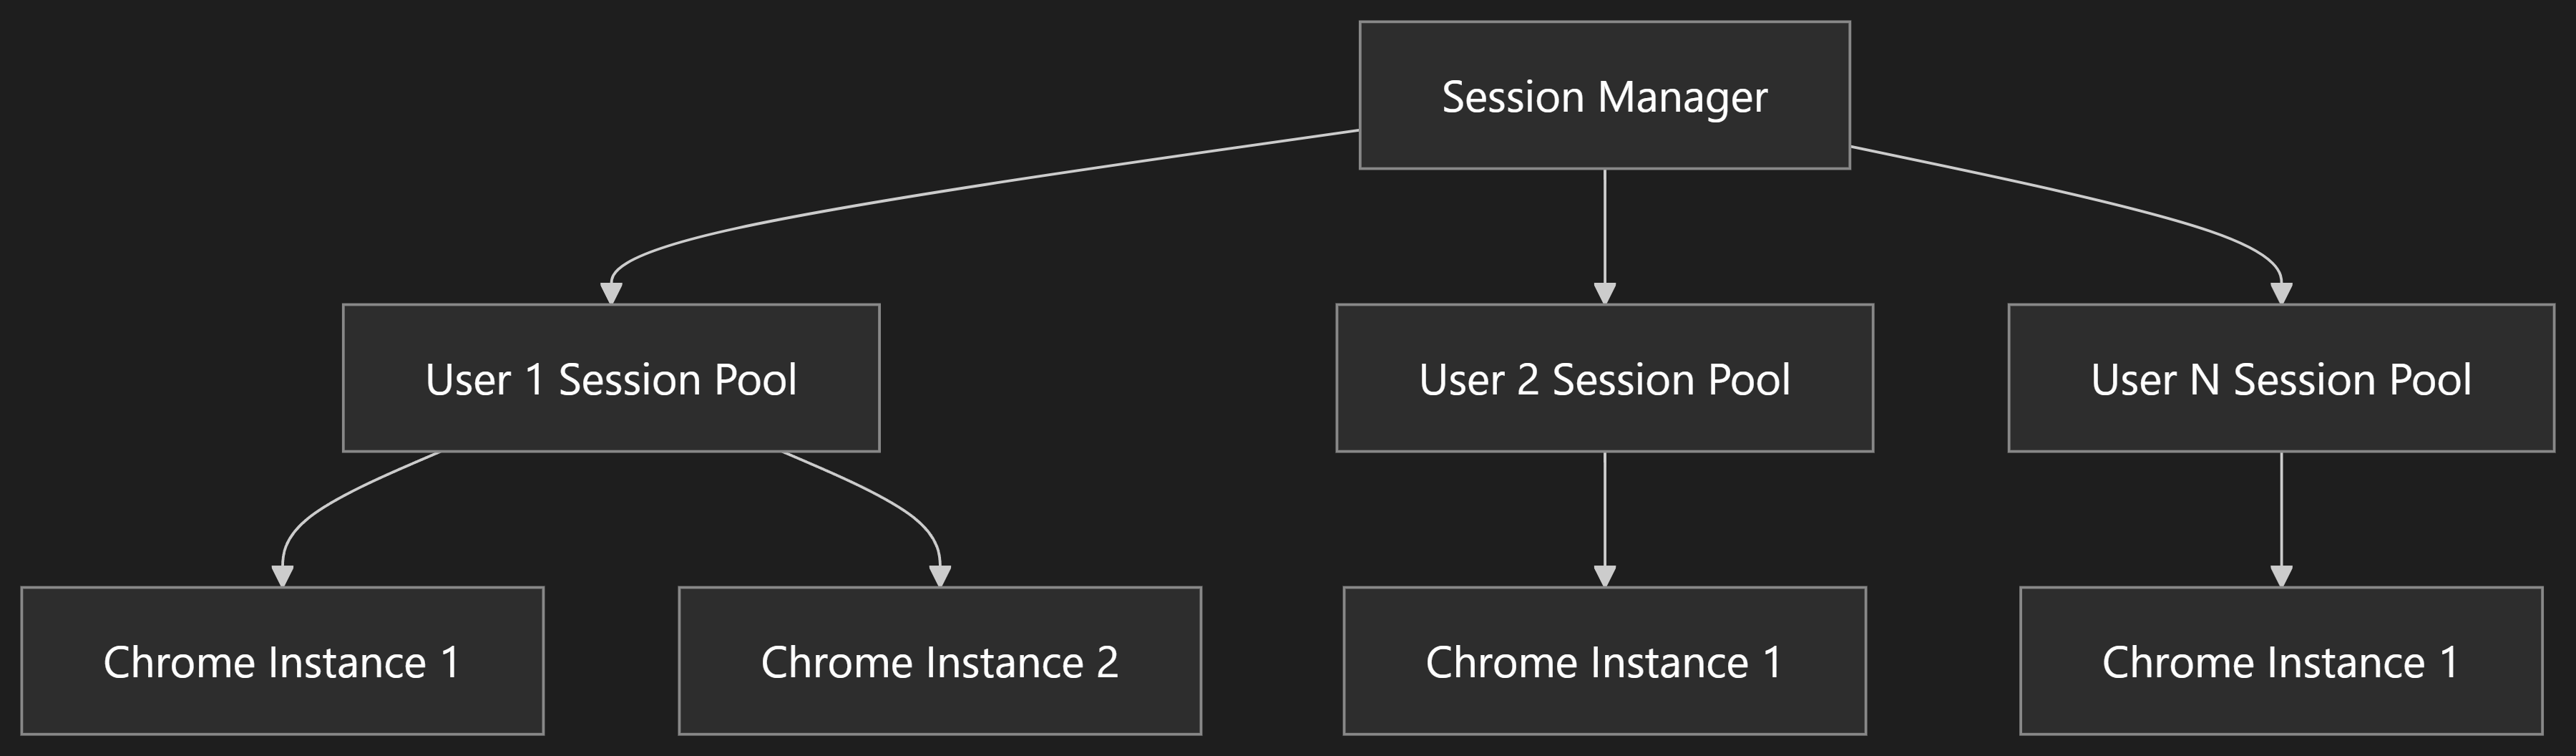 Session Manager
User 1 Session Pool
User 2 Session Pool
User N Session Pool
Chrome Instance 1
Chrome Instance 2
Chrome Instance 1
Chrome Instance 1